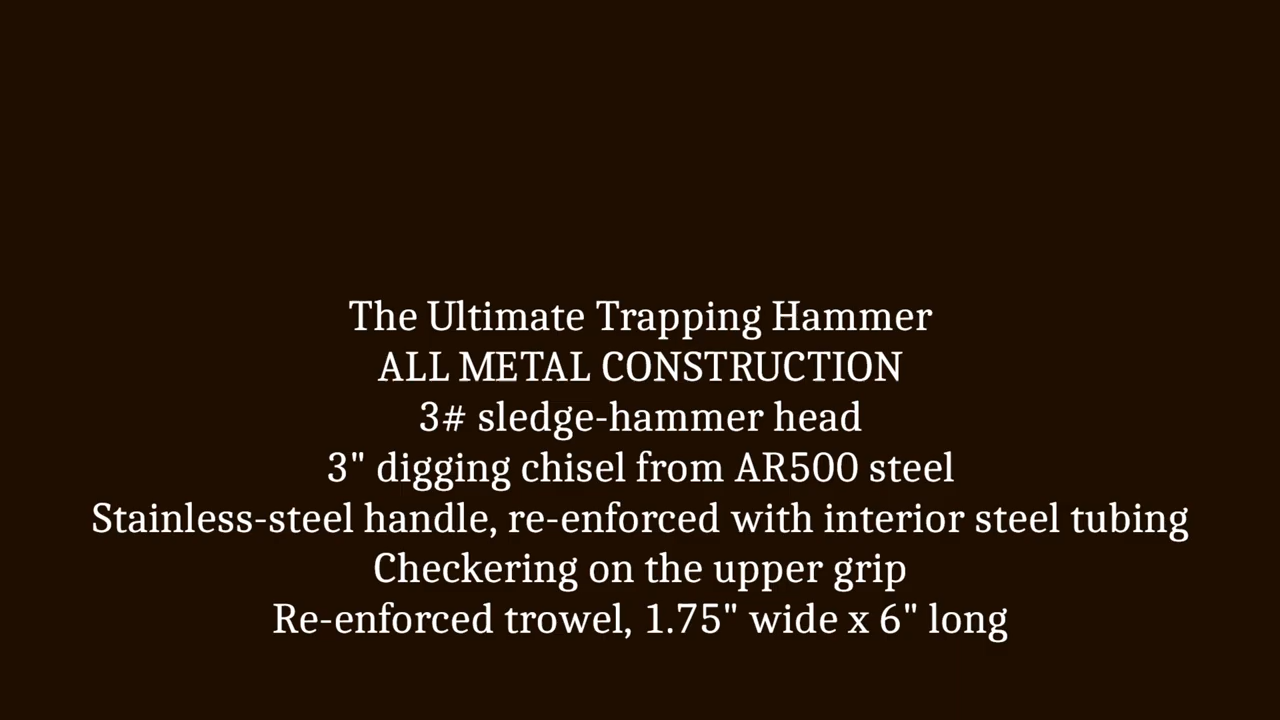 The Ultimate Trapping Hammer
ALL METAL CONSTRUCTION
3# sledge-hammer head
3" digging chisel from AR500 steel
Stainless-steel handle, re-enforced with interior steel tubing
Checkering on the upper grip
Re-enforced trowel, 1.75" wide x 6" long